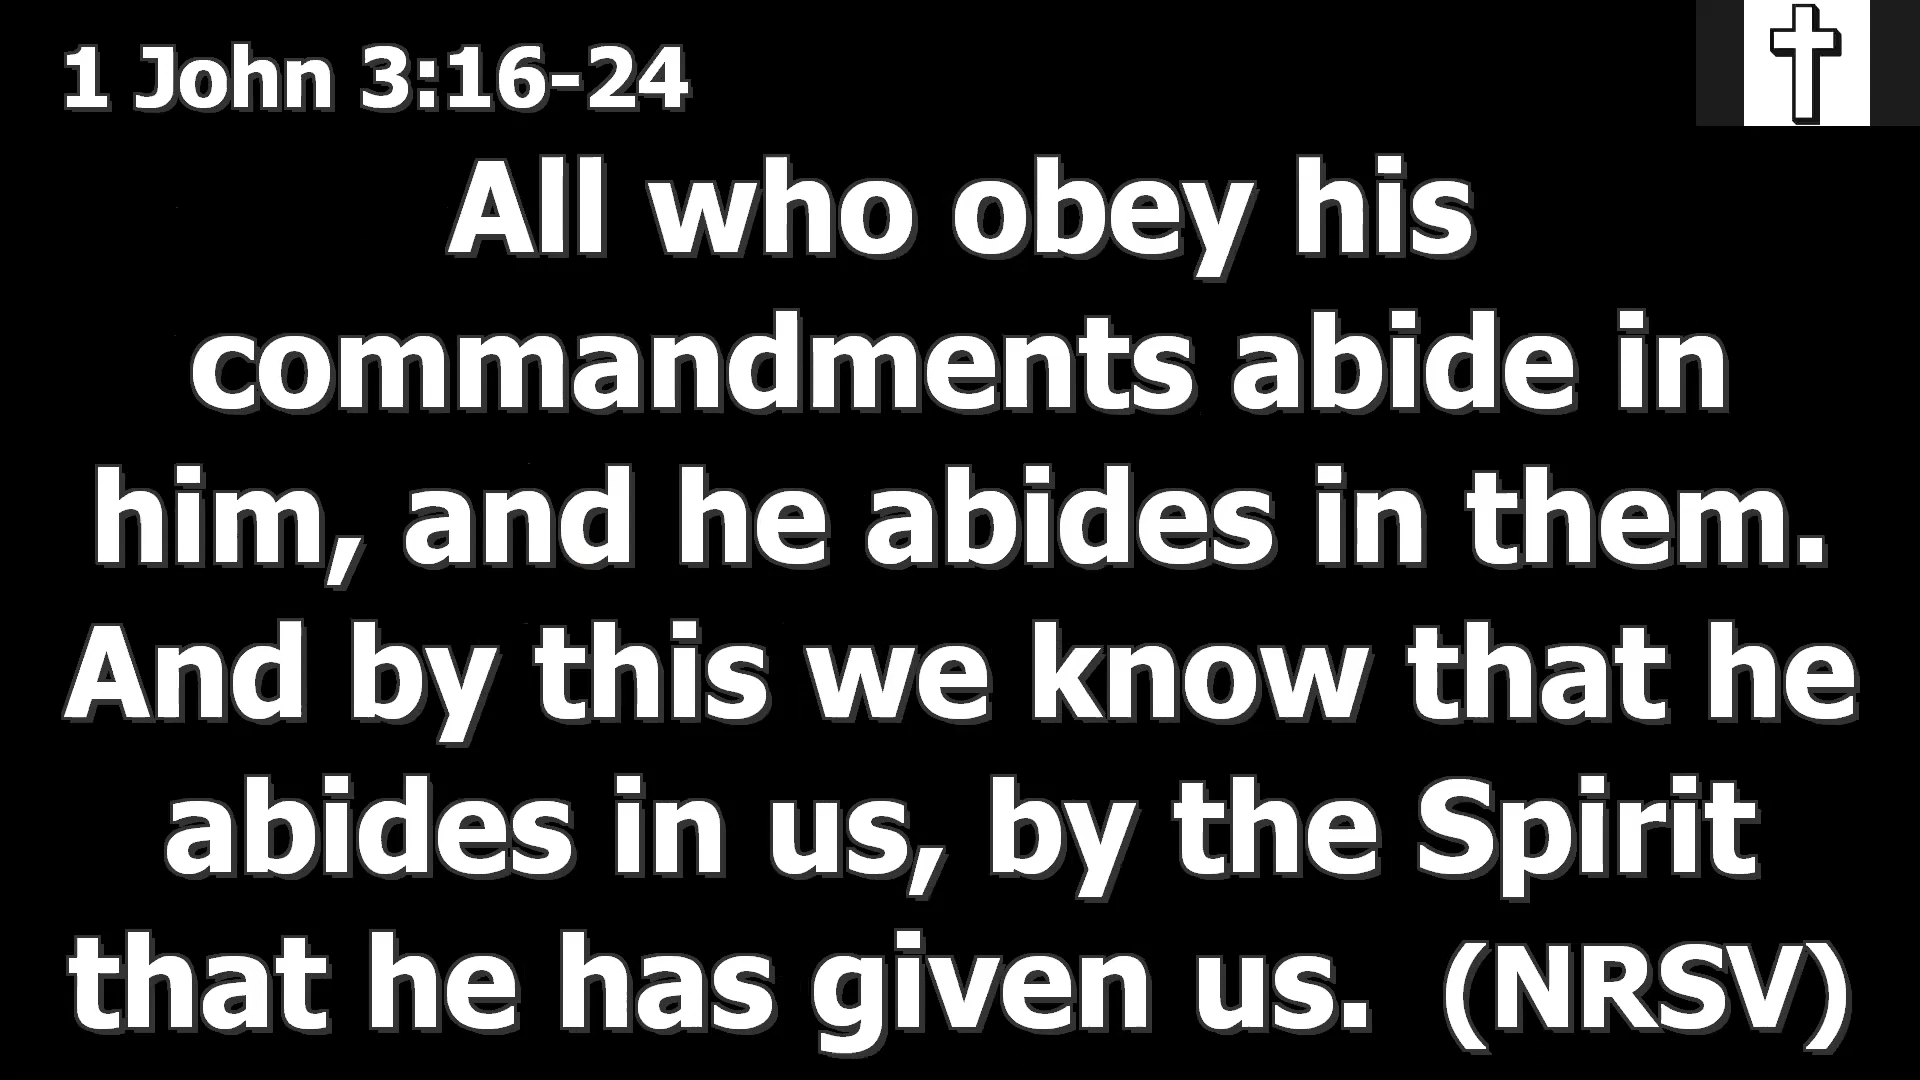 1 John 3:16-24
All who obey his
commandments abide in
him, and he abides in them.
And by this we know that he
abides in us, by the Spirit
that he has given us. (NRSV)